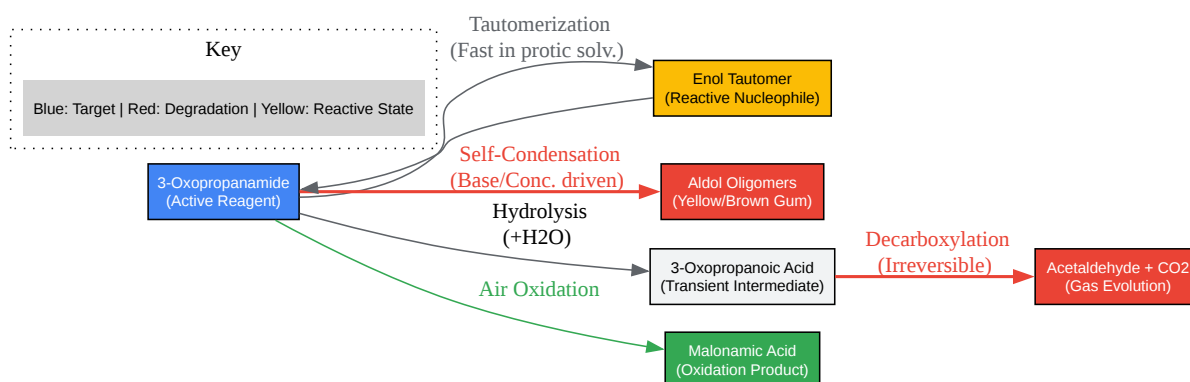 Key
Blue: Target | Red: Degradation | Yellow: Reactive State
Tautomerization
(Fast in protic solv.)
Enol Tautomer
(Reactive Nucleophile)
3-Oxopropanamide
(Active Reagent)
Self-Condensation
(Base/Conc. driven)
Aldol Oligomers
(Yellow/Brown Gum)
Hydrolysis
(+H2O)
3-Oxopropanoic Acid
(Transient Intermediate)
Decarboxylation
(Irreversible)
Acetaldehyde + CO2
(Gas Evolution)
Air Oxidation
Malonamic Acid
(Oxidation Product)